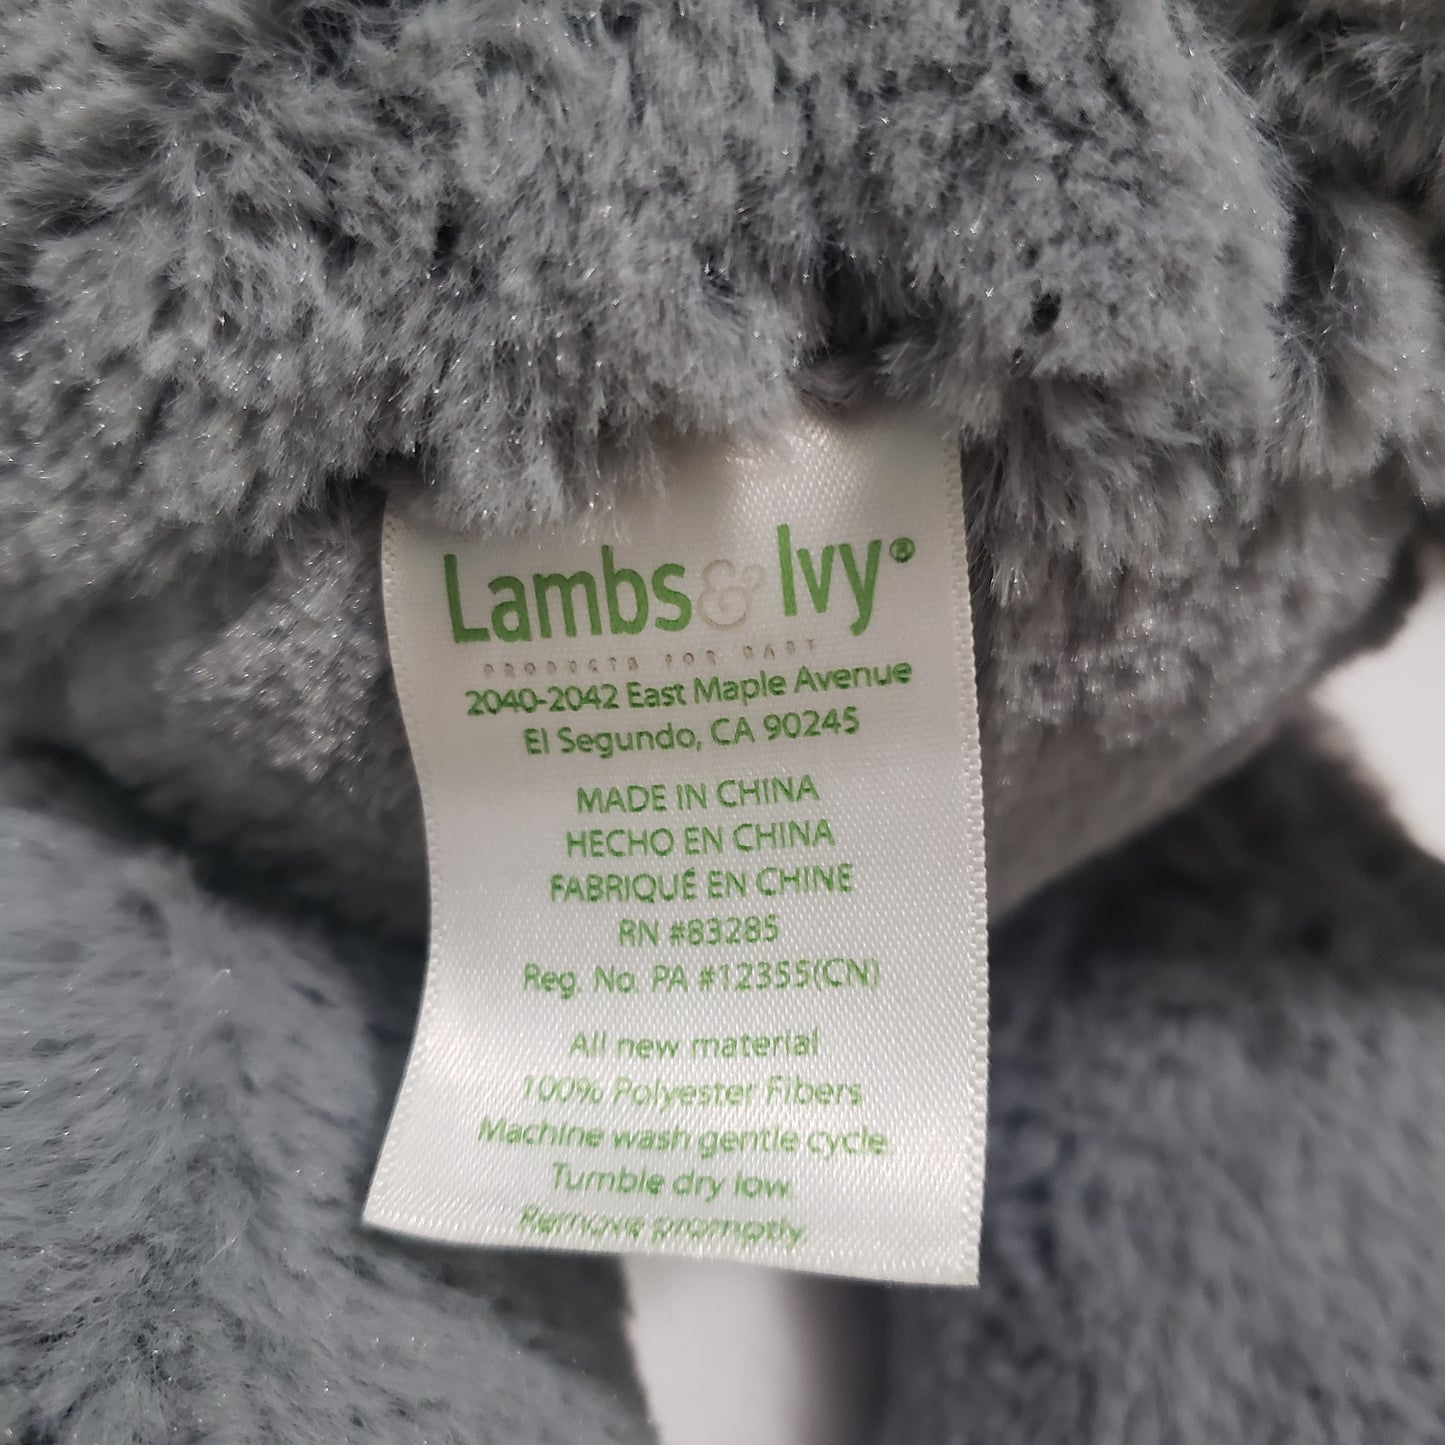 Lambs & Ivy®
PRODUCTS FOR BABY
2040-2042 East Maple Avenue
El Segundo, CA 90245
MADE IN CHINA
HECHO EN CHINA
FABRIQUÉ EN CHINE
RN #83285
Reg. No. PA #12355(CN)
All new material
100% Polyester Fibers
Machine wash gentle cycle
Tumble dry low
Remove promptly